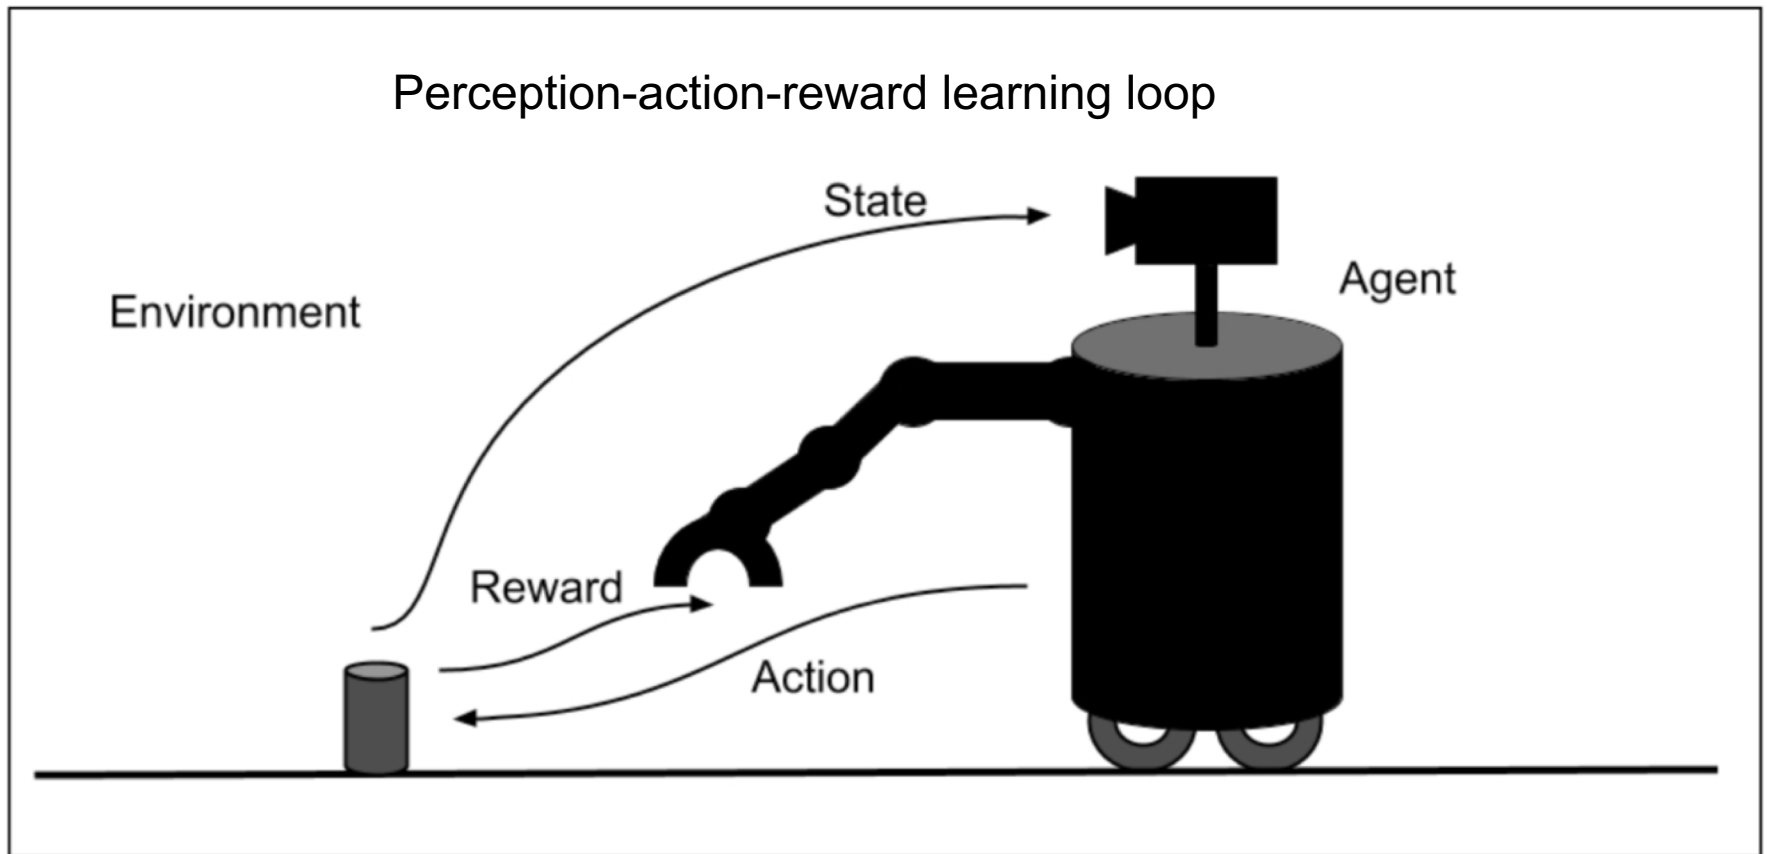 Perception-action-reward learning loop
State
Agent
Environment
Reward
Action